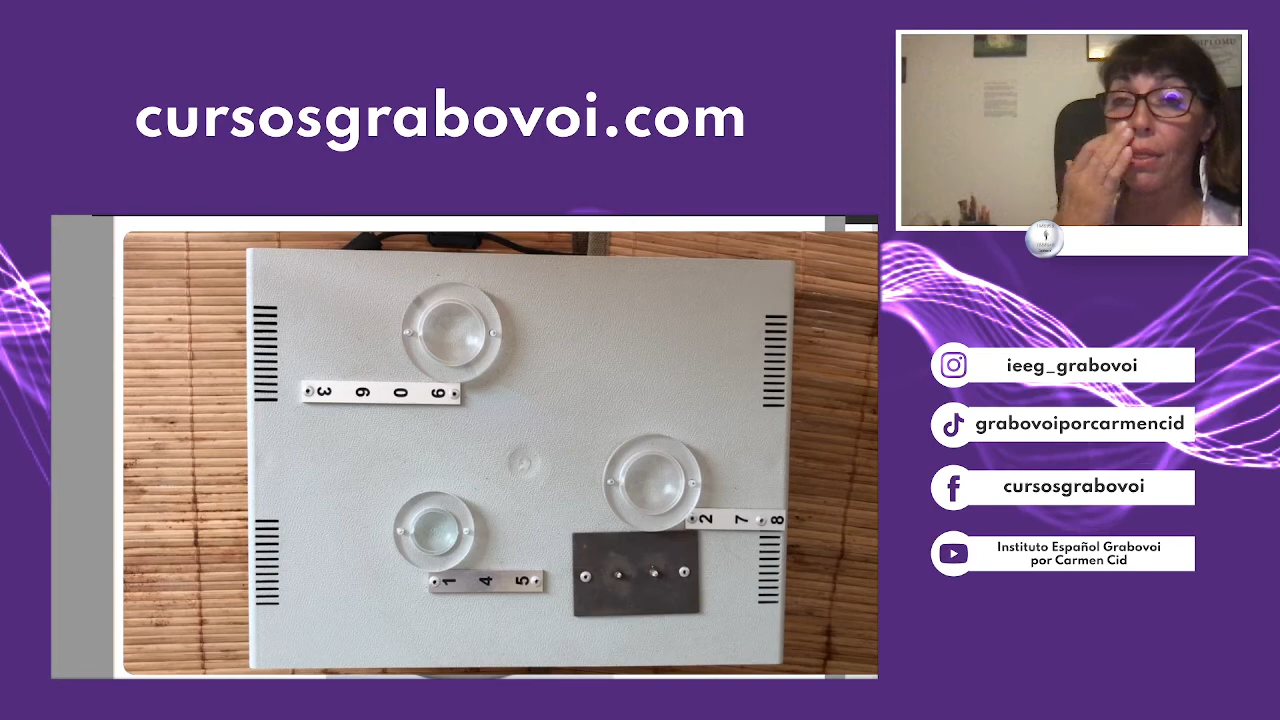 cursosgrabovoi.com
DIPLOMU
3 9 0 6
2 7 8
1 4 5
ieeg_grabovoi
grabovoiporcarmencid
cursosgrabovoi
Instituto Español Grabovoi
por Carmen Cid